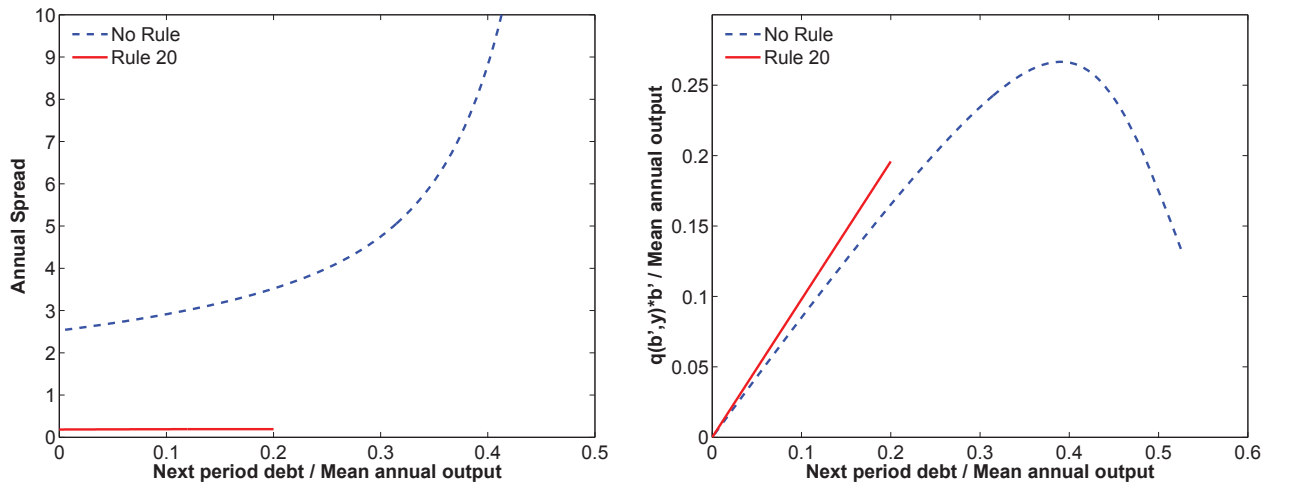 10
9
8
7
6
5
4
3
2
1
0
Annual Spread
No Rule
Rule 20
0 0.1 0.2 0.3 0.4 0.5
Next period debt / Mean annual output
0.25
0.2
0.15
0.1
0.05
0
q(b',y)*b' / Mean annual output
No Rule
Rule 20
0 0.1 0.2 0.3 0.4 0.5 0.6
Next period debt / Mean annual output